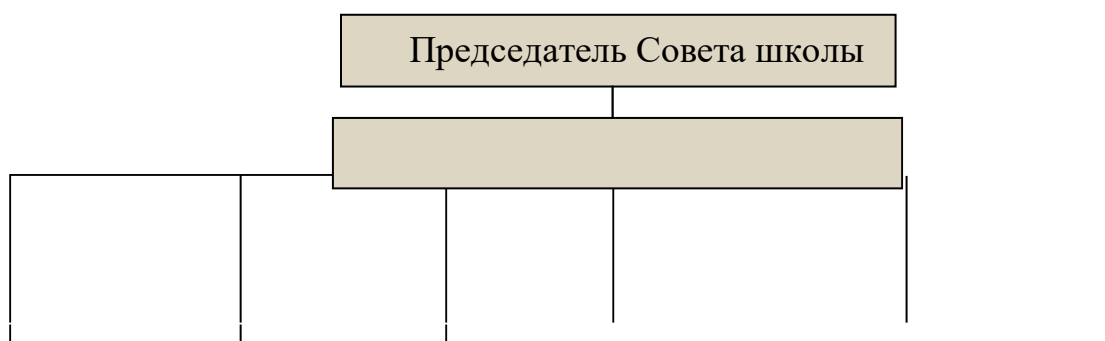 Председатель Совета школы